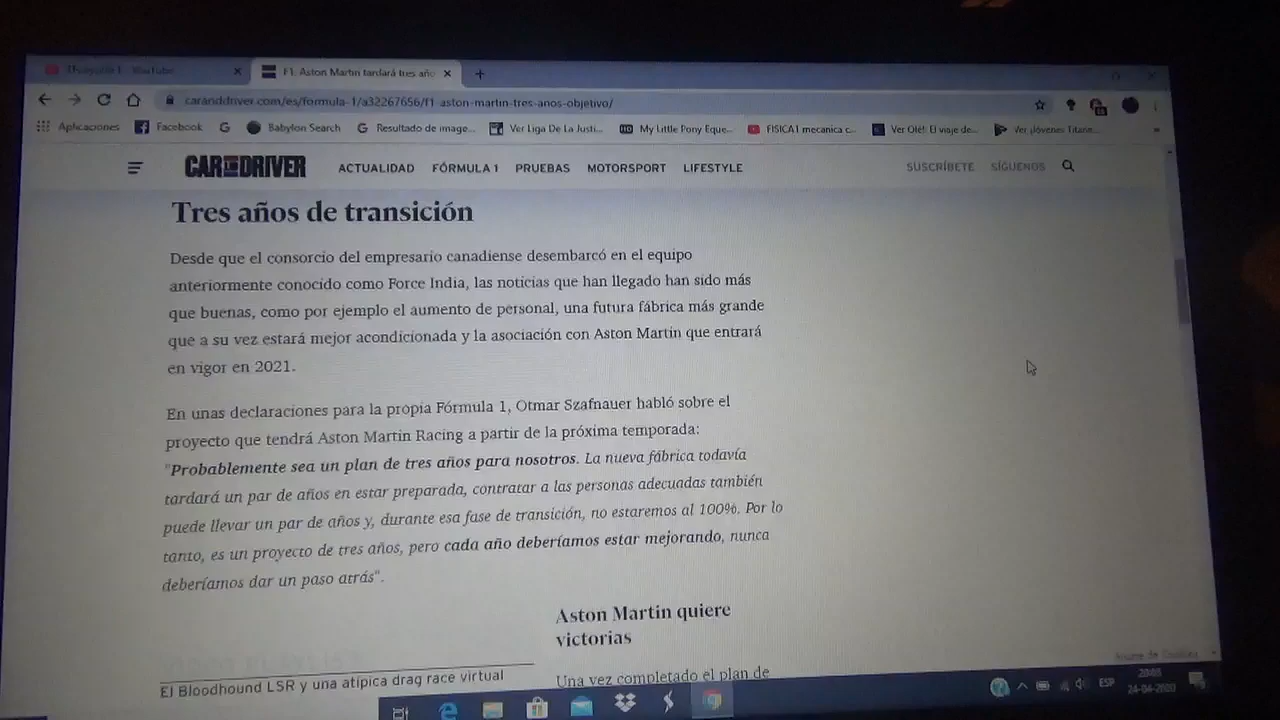 F1: Aston Martin tardará tres año
caranddriver.com/es/formula-1/a32267656/f1-aston-martin-tres-anos-objetivo/
Aplicaciones Facebook Babylon Search Resultado de image... Ver Liga De La Justi... My Little Pony Eque... FISICA I mecanica c... Ver Olé!: El viaje de... Ver ¡Jóvenes Titane...
CAR AND DRIVER ACTUALIDAD FÓRMULA 1 PRUEBAS MOTORSPORT LIFESTYLE SUSCRÍBETE SÍGUENOS
Tres años de transición
Desde que el consorcio del empresario canadiense desembarcó en el equipo
anteriormente conocido como Force India, las noticias que han llegado han sido más
que buenas, como por ejemplo el aumento de personal, una futura fábrica más grande
que a su vez estará mejor acondicionada y la asociación con Aston Martin que entrará
en vigor en 2021.
En unas declaraciones para la propia Fórmula 1, Otmar Szafnauer habló sobre el
proyecto que tendrá Aston Martin Racing a partir de la próxima temporada:
"Probablemente sea un plan de tres años para nosotros. La nueva fábrica todavía
tardará un par de años en estar preparada, contratar a las personas adecuadas también
puede llevar un par de años y, durante esa fase de transición, no estaremos al 100%. Por lo
tanto, es un proyecto de tres años, pero cada año deberíamos estar mejorando, nunca
deberíamos dar un paso atrás".
Aston Martin quiere
victorias
El Bloodhound LSR y una atípica drag race virtual
Una vez completado el plan de
ESP
24-04-2020